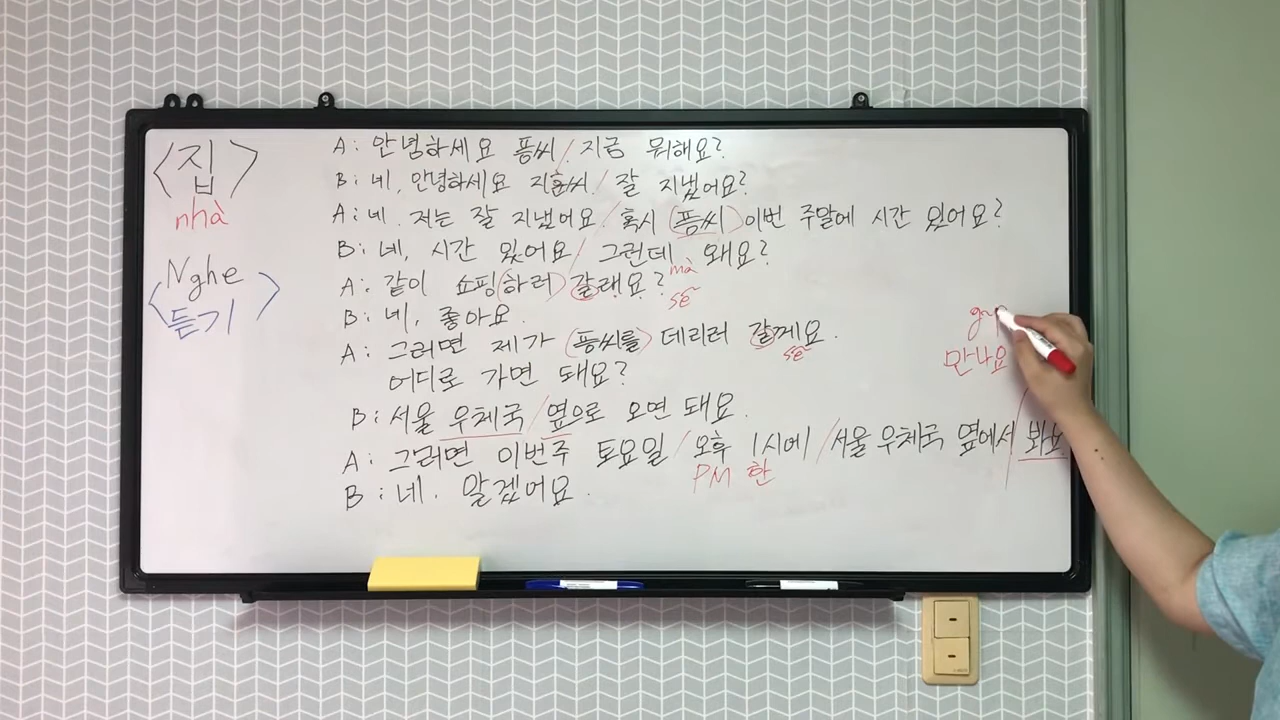 <집>
nhà
Nghe
<듣기>
A: 안녕하세요 픙씨/ 지금 뭐해요?
B: 네, 안녕하세요 지훈씨/ 잘 지냈어요?
A: 네. 저는 잘 지냈어요/ 혹시 (픙씨) 이번 주말에 시간 있어요?
B: 네, 시간 있어요/ 그런데 왜요?
mà
A: 같이 쇼핑(하러) 갈래요?
sẽ
B: 네, 좋아요.
A: 그러면 제가 (픙씨를) 데리러 갈께요.
sẽ
어디로 가면 돼요?
만나요
B: 서울 우체국/옆으로 오면 돼요.
A: 그러면 이번주 토요일/오후 1시에/서울 우체국 옆에서/봐요
PM 한
B: 네. 알겠어요.